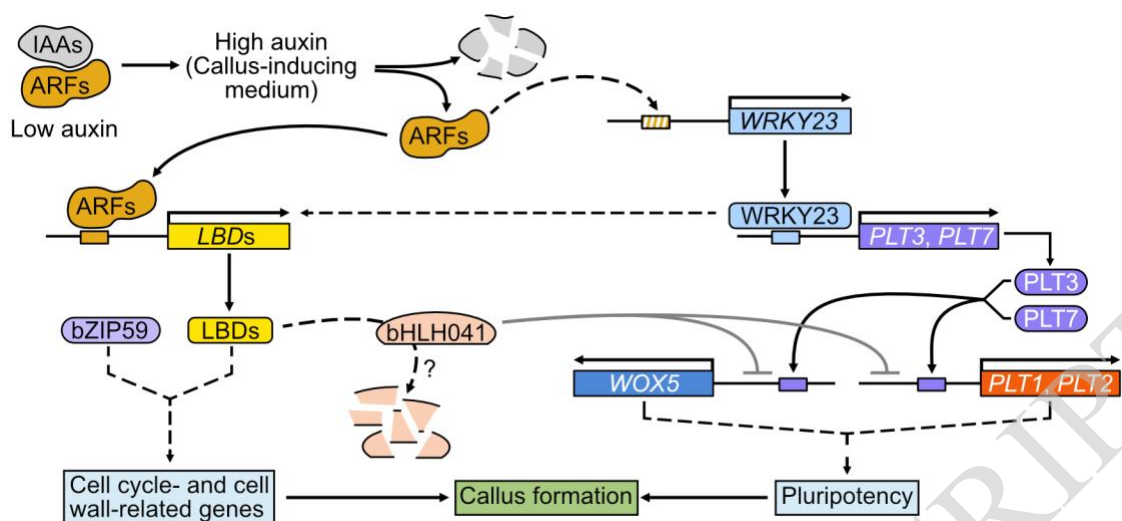 IAAs
ARFs
Low auxin
High auxin
(Callus-inducing
medium)
ARFs
WRKY23
ARFs
LBDs
WRKY23
PLT3, PLT7
PLT3
PLT7
bZIP59
LBDs
bHLH041
?
WOX5
PLT1, PLT2
Cell cycle- and cell
wall-related genes
Callus formation
Pluripotency
RIPT